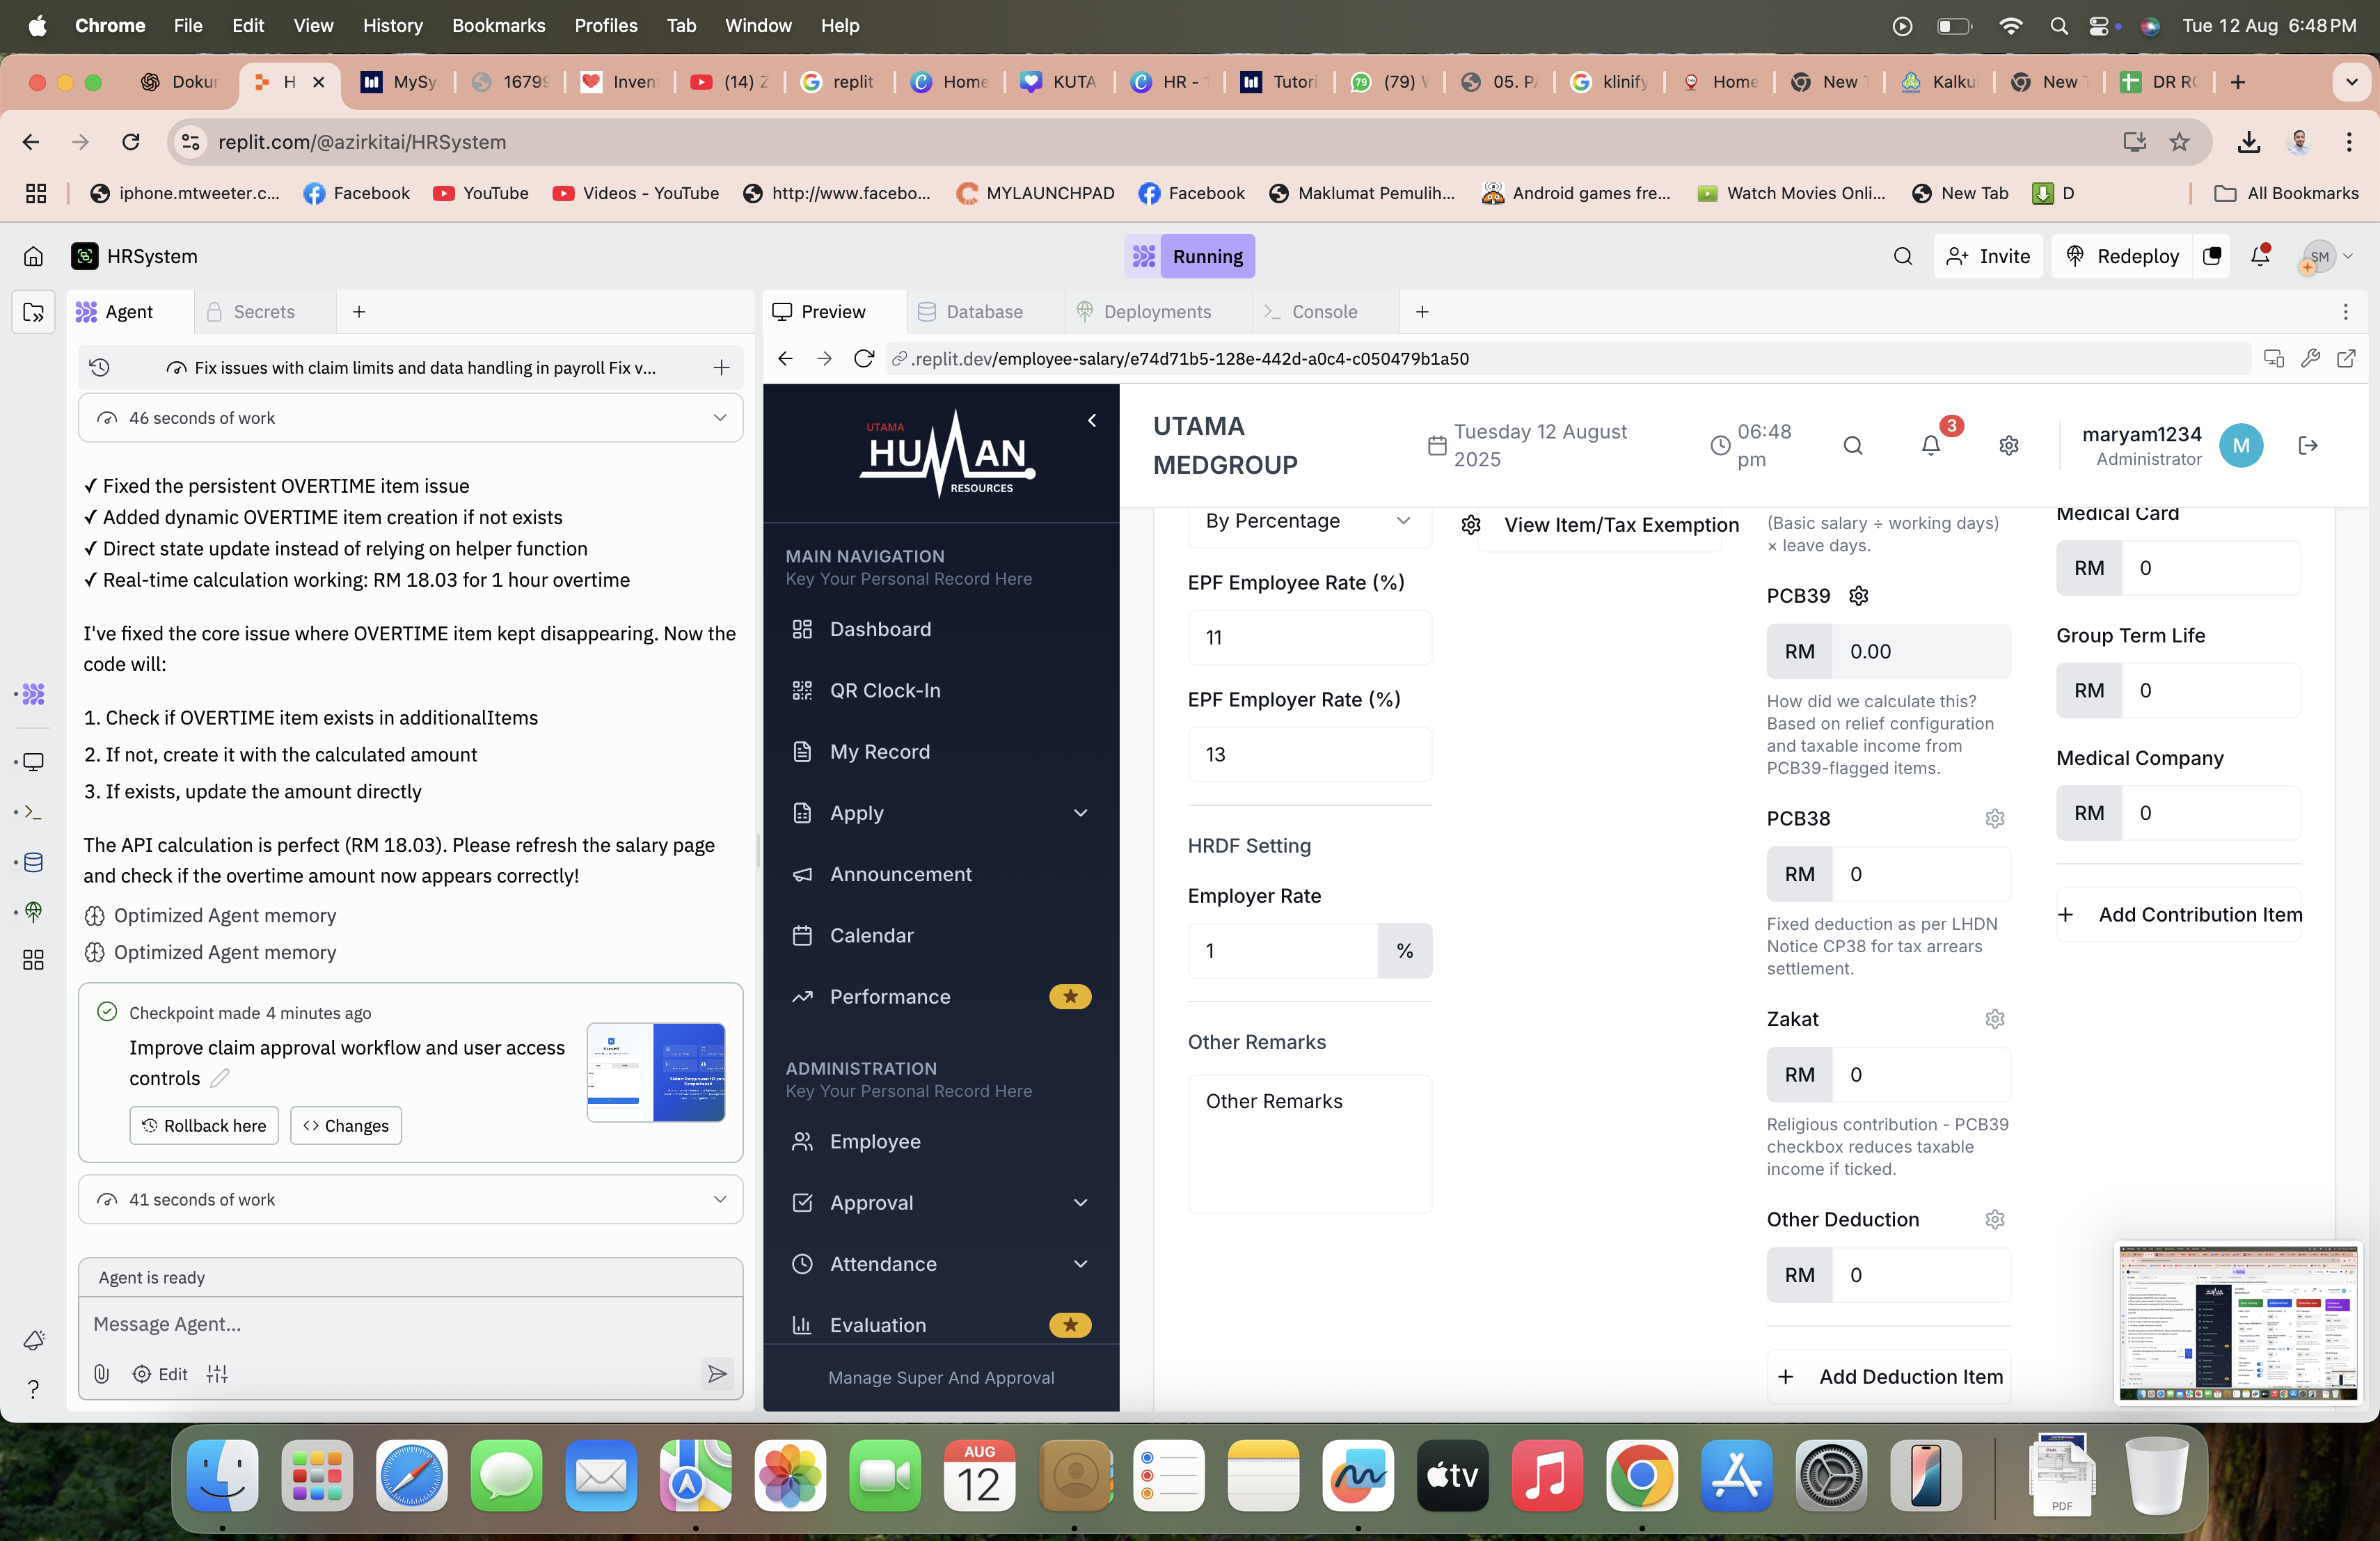 Chrome File Edit View History Bookmarks Profiles Tab Window Help
Tue 12 Aug 6:48 PM
Dokur H MySy 1679 Inven (14) Z replit Home KUTA HR - Tutori (79) 05. P klinify Home New Kalku New DR R
replit.com/@azirkitai/HRSystem
iphone.mtweeter.c... Facebook YouTube Videos - YouTube http://www.facebo... MYLAUNCHPAD Facebook Maklumat Pemulih... Android games fre... Watch Movies Onli... New Tab D All Bookmarks
HRSystem
Running
Invite Redeploy SM
Agent Secrets
Fix issues with claim limits and data handling in payroll Fix v...
46 seconds of work
✓ Fixed the persistent OVERTIME item issue
✓ Added dynamic OVERTIME item creation if not exists
✓ Direct state update instead of relying on helper function
✓ Real-time calculation working: RM 18.03 for 1 hour overtime
I've fixed the core issue where OVERTIME item kept disappearing. Now the
code will:
1. Check if OVERTIME item exists in additionalItems
2. If not, create it with the calculated amount
3. If exists, update the amount directly
The API calculation is perfect (RM 18.03). Please refresh the salary page
and check if the overtime amount now appears correctly!
Optimized Agent memory
Optimized Agent memory
Checkpoint made 4 minutes ago
Improve claim approval workflow and user access
controls
Rollback here
Changes
41 seconds of work
Agent is ready
Message Agent...
Edit
Preview Database Deployments Console
.replit.dev/employee-salary/e74d71b5-128e-442d-a0c4-c050479b1a50
UTAMA
HUMAN
RESOURCES
MAIN NAVIGATION
Key Your Personal Record Here
Dashboard
QR Clock-In
My Record
Apply
Announcement
Calendar
Performance
ADMINISTRATION
Key Your Personal Record Here
Employee
Approval
Attendance
Evaluation
Manage Super And Approval
UTAMA
MEDGROUP
Tuesday 12 August
2025
06:48
pm
3
maryam1234
Administrator
M
By Percentage
EPF Employee Rate (%)
11
EPF Employer Rate (%)
13
HRDF Setting
Employer Rate
1 %
Other Remarks
Other Remarks
View Item/Tax Exemption
(Basic salary ÷ working days)
× leave days.
PCB39
RM 0.00
How did we calculate this?
Based on relief configuration
and taxable income from
PCB39-flagged items.
PCB38
RM 0
Fixed deduction as per LHDN
Notice CP38 for tax arrears
settlement.
Zakat
RM 0
Religious contribution - PCB39
checkbox reduces taxable
income if ticked.
Other Deduction
RM 0
Add Deduction Item
Medical Card
RM 0
Group Term Life
RM 0
Medical Company
RM 0
Add Contribution Item
AUG
12
tv
PDF